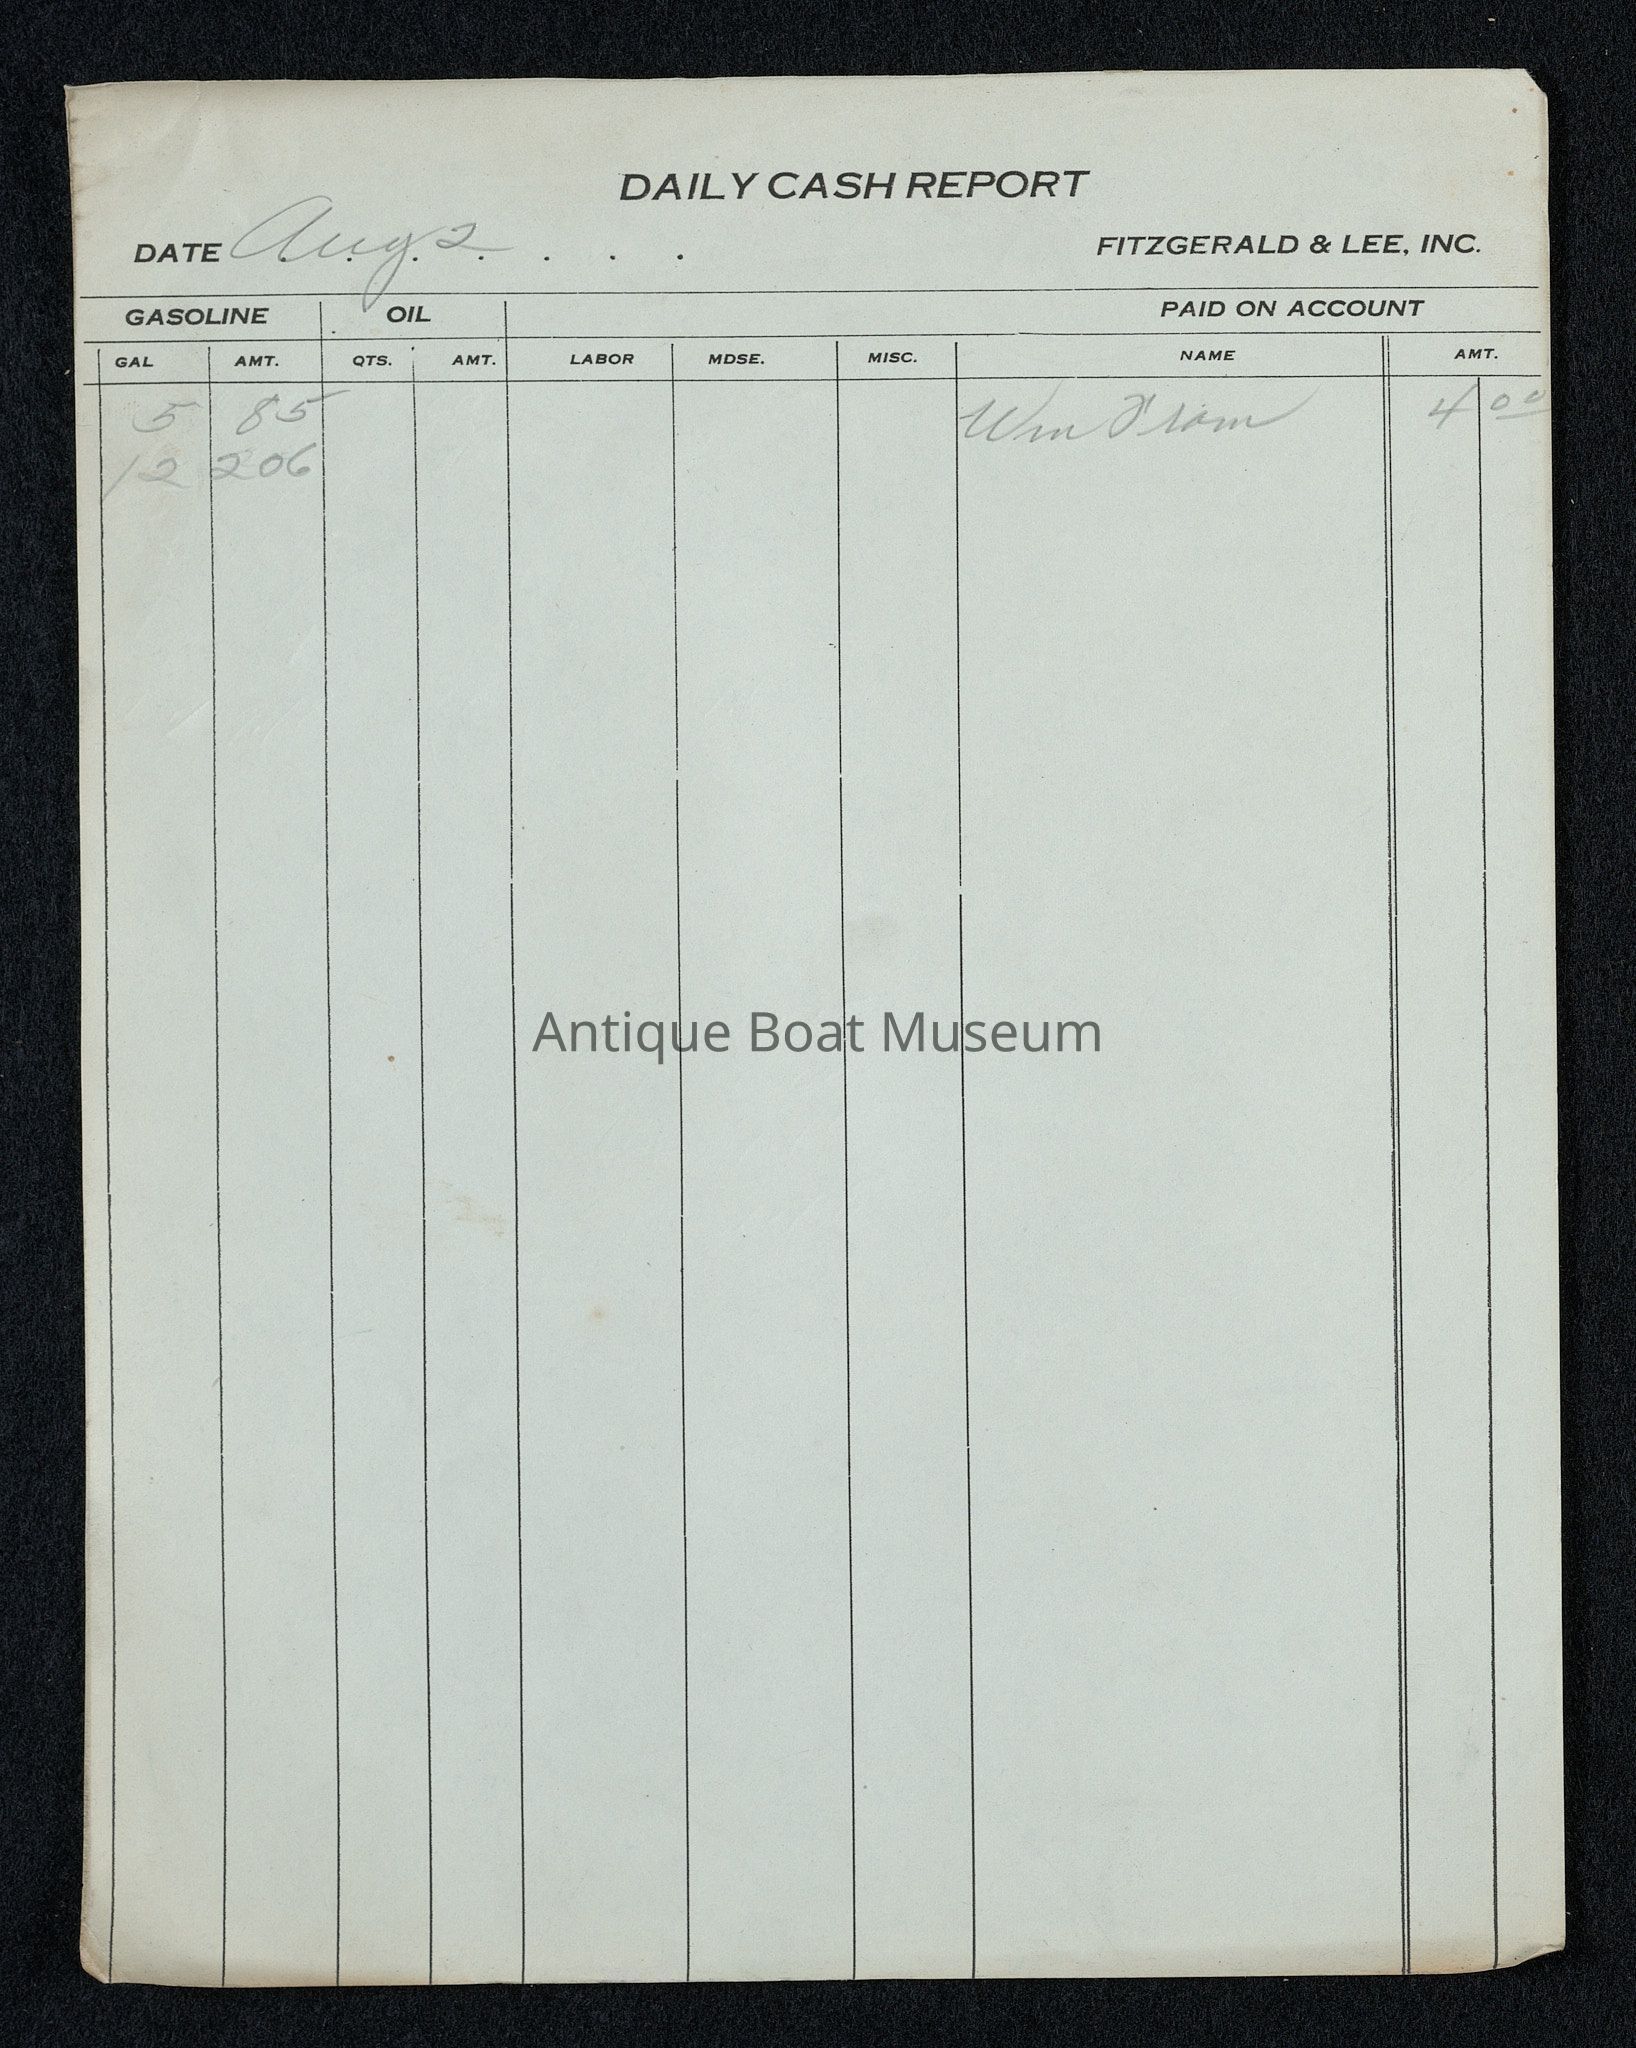 DAILY CASH REPORT
DATE Aug 2 . . . . . . .
FITZGERALD & LEE, INC.
GASOLINE OIL PAID ON ACCOUNT
GAL AMT. QTS. AMT. LABOR MDSE. MISC. NAME AMT.
5 85 Wm 4 00
12 206
Antique Boat Museum